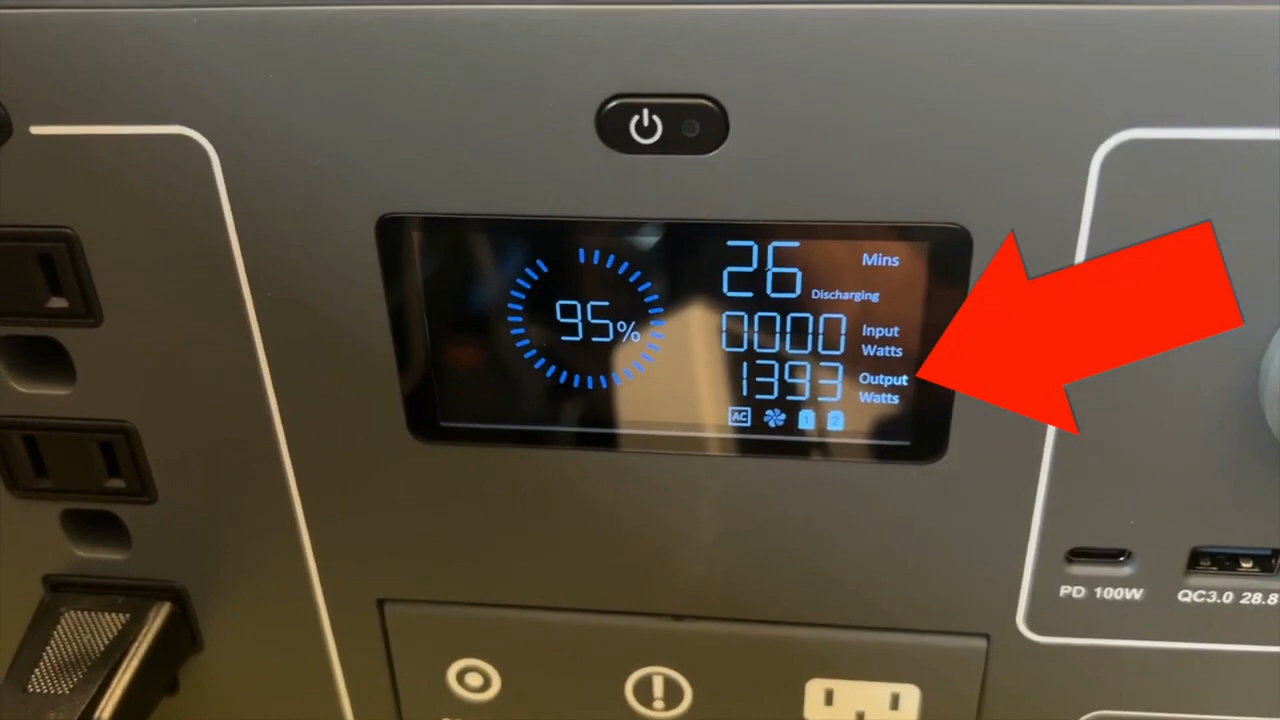 95%
26 Mins
Discharging
0000 Input Watts
1393 Output Watts
AC
1 2
PD 100W
QC3.0 28.8